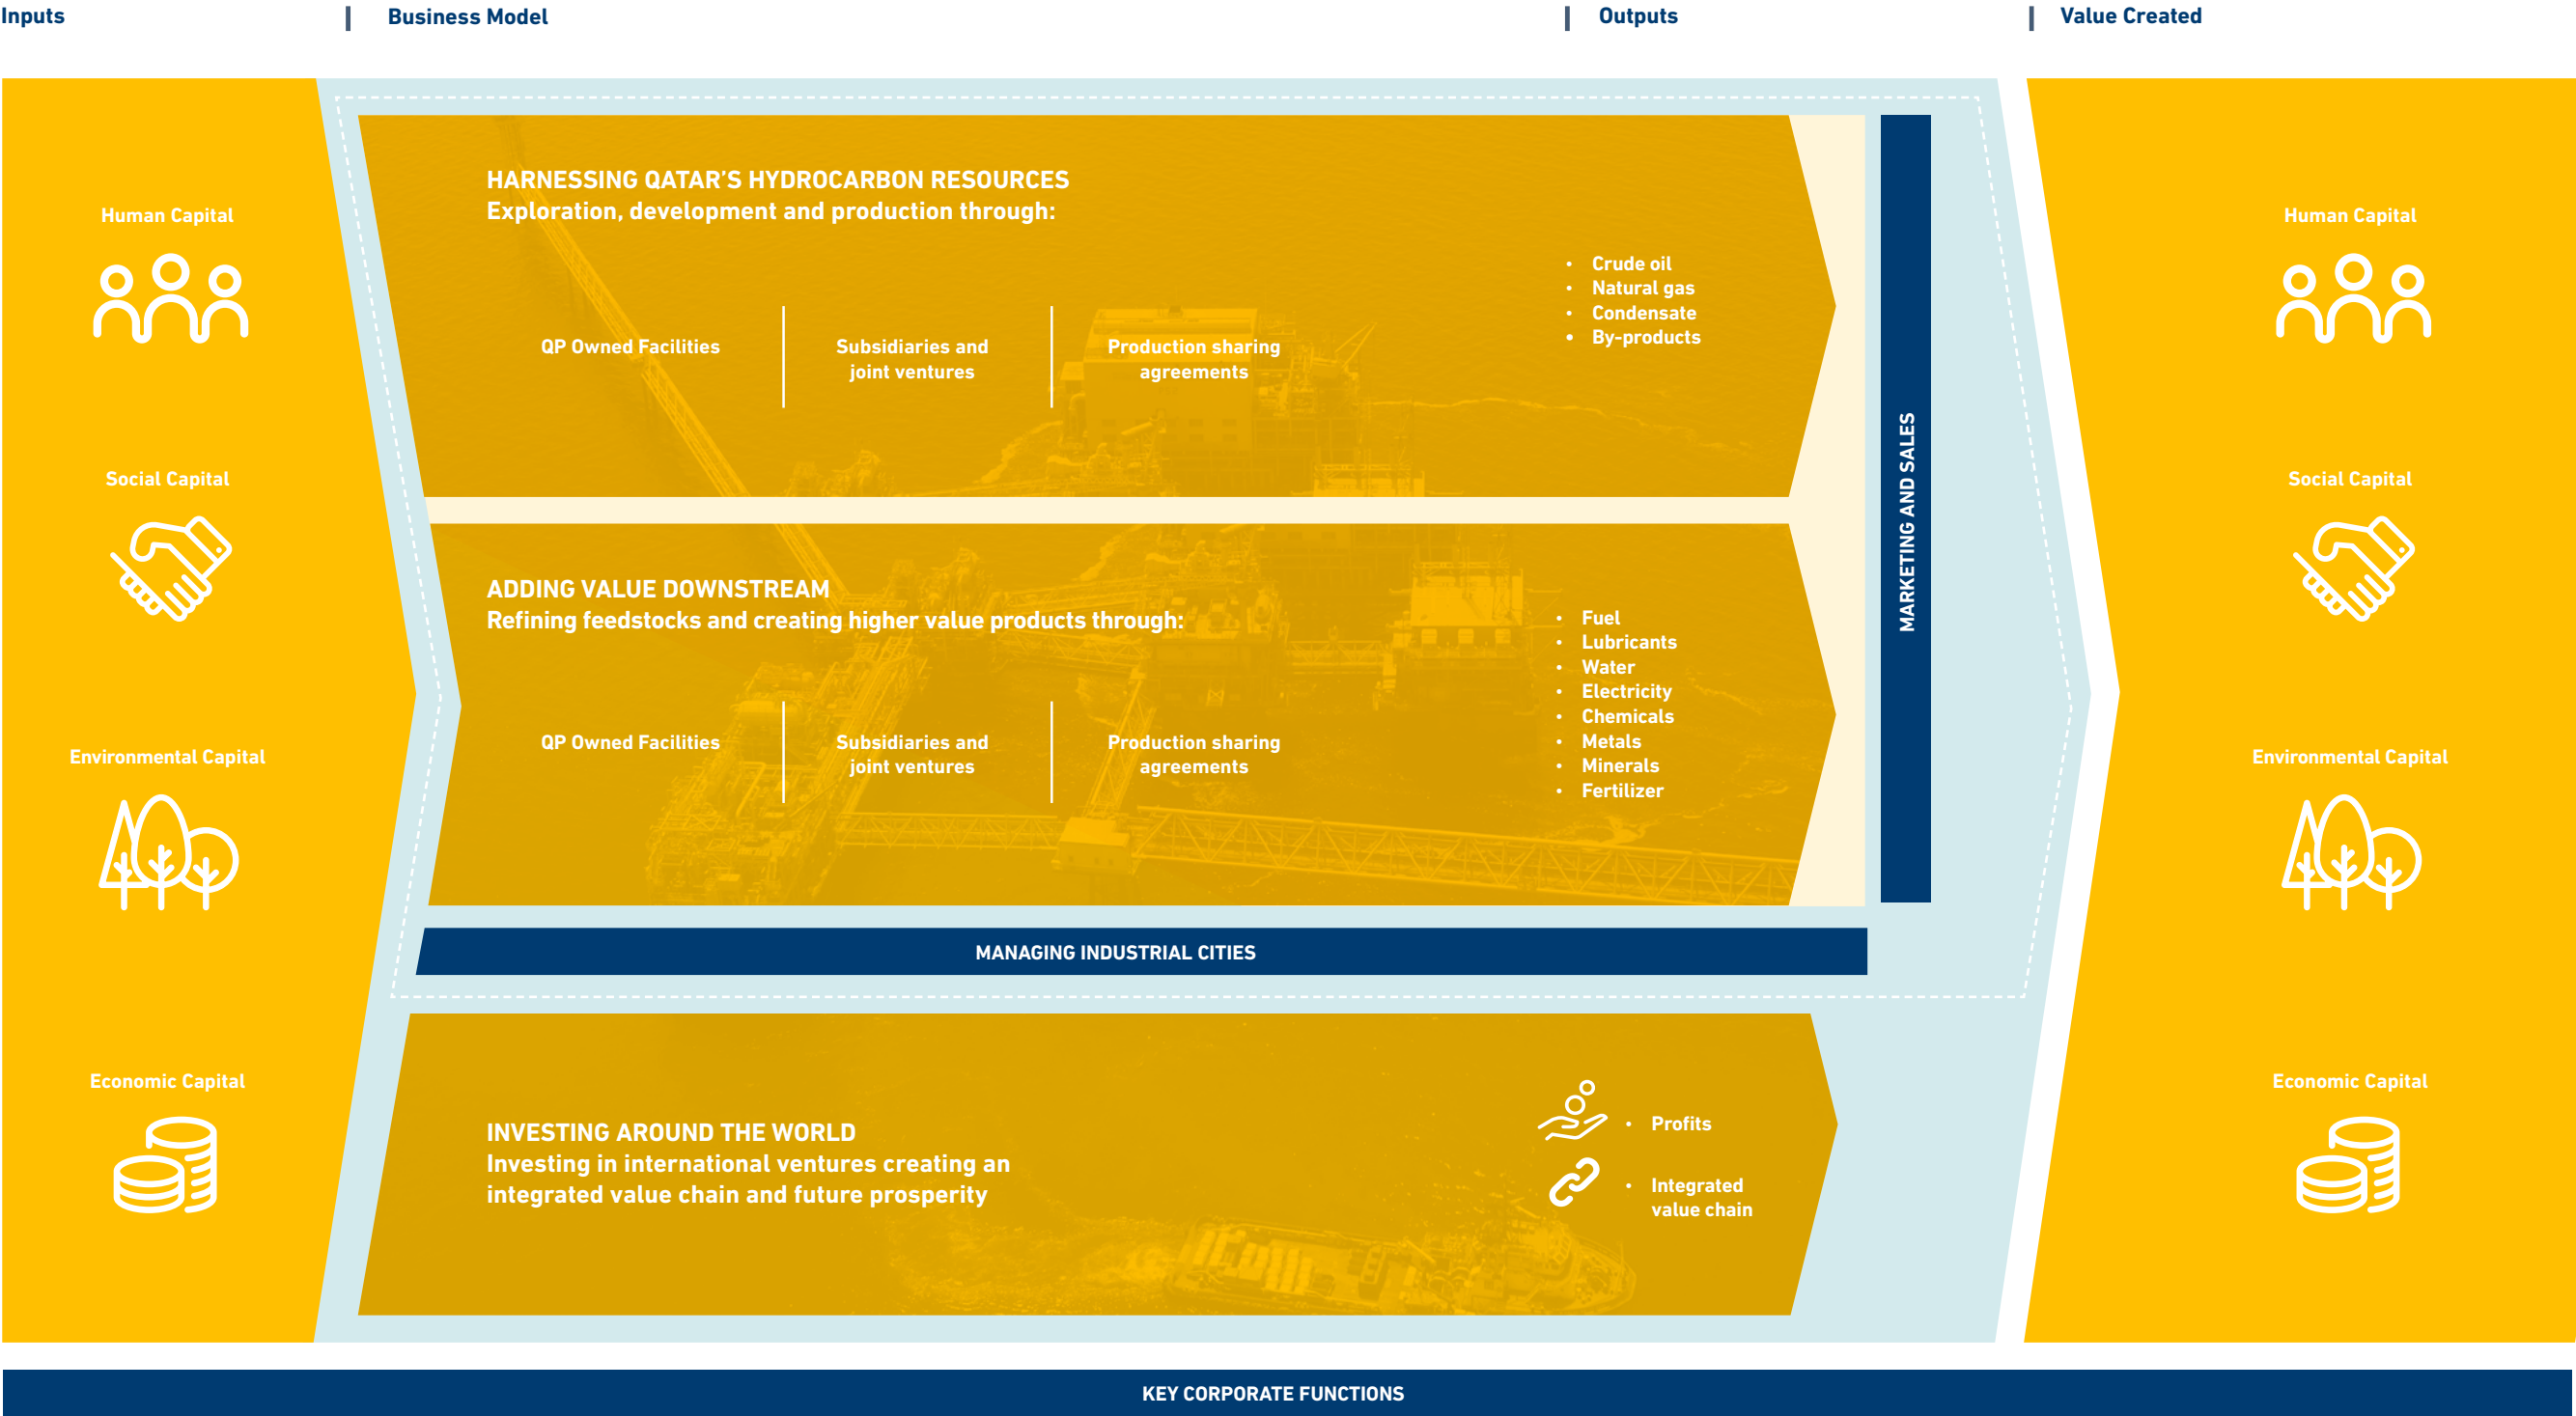 Inputs
Business Model
Outputs
Value Created
Human Capital
Social Capital
Environmental Capital
Economic Capital
HARNESSING QATAR'S HYDROCARBON RESOURCES
Exploration, development and production through:
QP Owned Facilities
Subsidiaries and
joint ventures
Production sharing
agreements
• Crude oil
• Natural gas
• Condensate
• By-products
ADDING VALUE DOWNSTREAM
Refining feedstocks and creating higher value products through:
QP Owned Facilities
Subsidiaries and
joint ventures
Production sharing
agreements
• Fuel
• Lubricants
• Water
• Electricity
• Chemicals
• Metals
• Minerals
• Fertilizer
MARKETING AND SALES
MANAGING INDUSTRIAL CITIES
INVESTING AROUND THE WORLD
Investing in international ventures creating an
integrated value chain and future prosperity
• Profits
• Integrated
value chain
Human Capital
Social Capital
Environmental Capital
Economic Capital
KEY CORPORATE FUNCTIONS